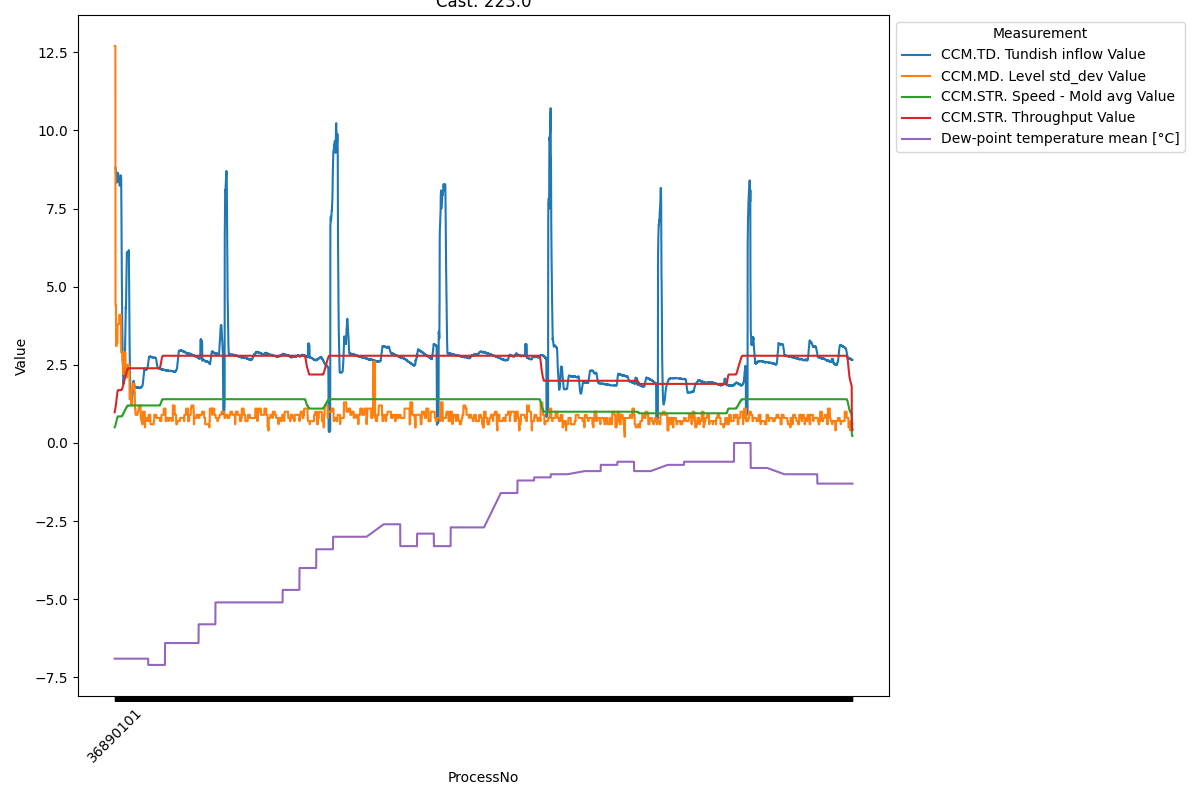 Cast: 223.0
Measurement
CCM.TD. Tundish inflow Value
CCM.MD. Level std_dev Value
CCM.STR. Speed - Mold avg Value
CCM.STR. Throughput Value
Dew-point temperature mean [°C]
12.5
10.0
7.5
5.0
2.5
0.0
−2.5
−5.0
−7.5
Value
36890101
ProcessNo